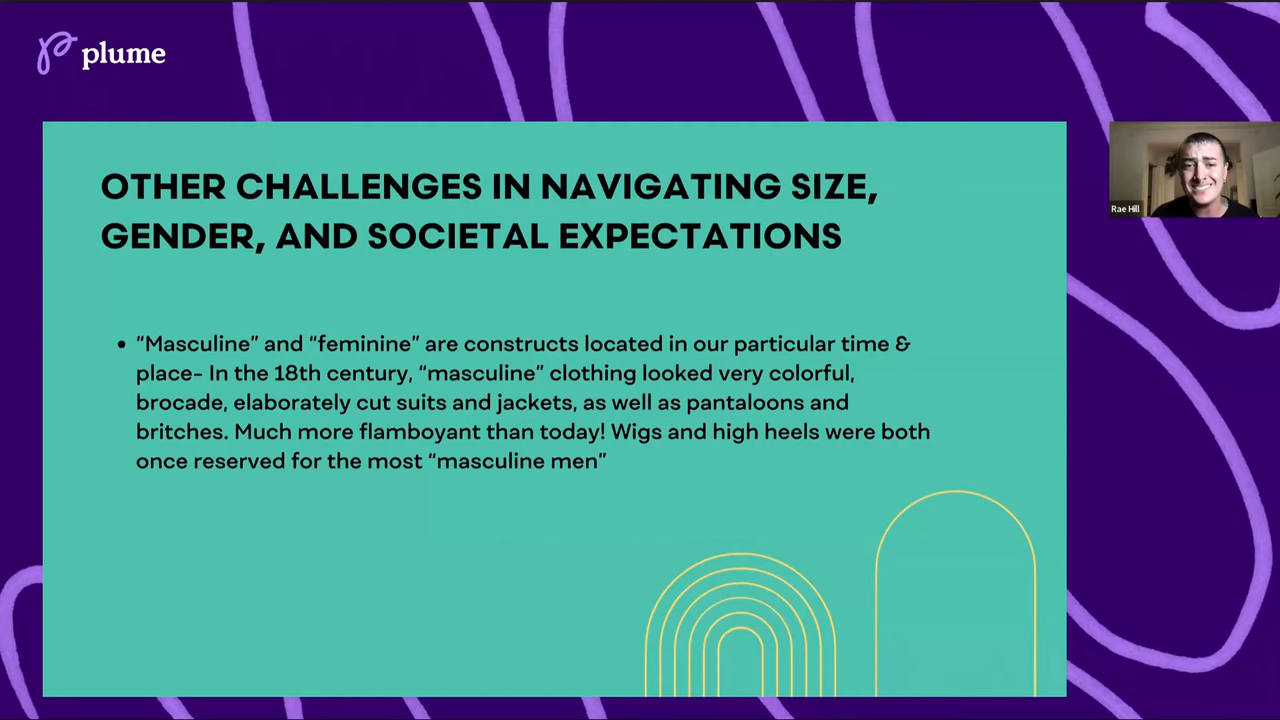 plume
OTHER CHALLENGES IN NAVIGATING SIZE,
GENDER, AND SOCIETAL EXPECTATIONS
• “Masculine” and “feminine” are constructs located in our particular time &
place- In the 18th century, “masculine” clothing looked very colorful,
brocade, elaborately cut suits and jackets, as well as pantaloons and
britches. Much more flamboyant than today! Wigs and high heels were both
once reserved for the most “masculine men”
Rae Hill